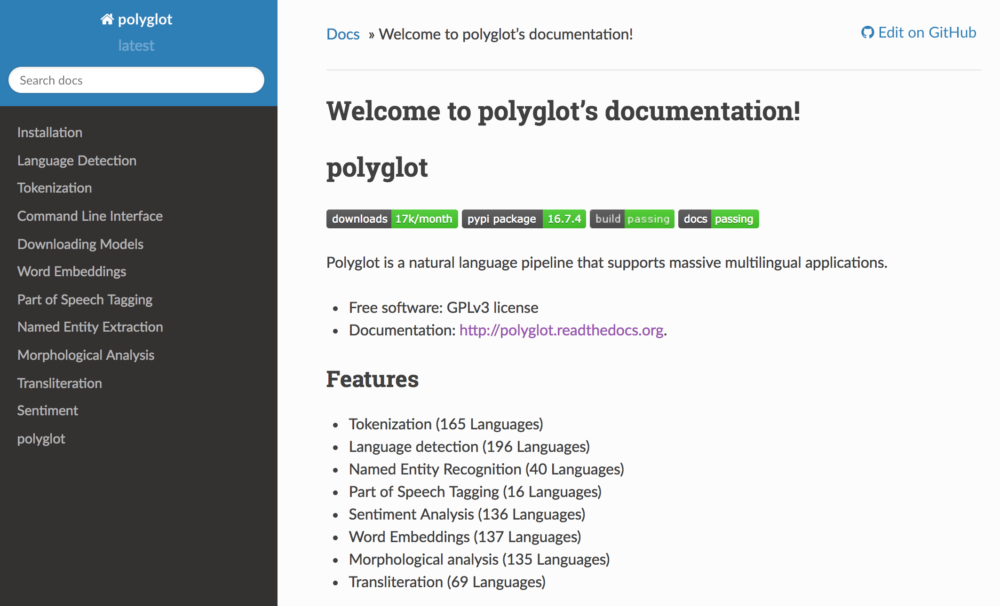 polyglot
latest
Search docs
Installation
Language Detection
Tokenization
Command Line Interface
Downloading Models
Word Embeddings
Part of Speech Tagging
Named Entity Extraction
Morphological Analysis
Transliteration
Sentiment
polyglot
Docs » Welcome to polyglot’s documentation!
Edit on GitHub
Welcome to polyglot’s documentation!
polyglot
downloads 17k/month pypi package 16.7.4 build passing docs passing
Polyglot is a natural language pipeline that supports massive multilingual applications.
• Free software: GPLv3 license
• Documentation: http://polyglot.readthedocs.org.
Features
• Tokenization (165 Languages)
• Language detection (196 Languages)
• Named Entity Recognition (40 Languages)
• Part of Speech Tagging (16 Languages)
• Sentiment Analysis (136 Languages)
• Word Embeddings (137 Languages)
• Morphological analysis (135 Languages)
• Transliteration (69 Languages)